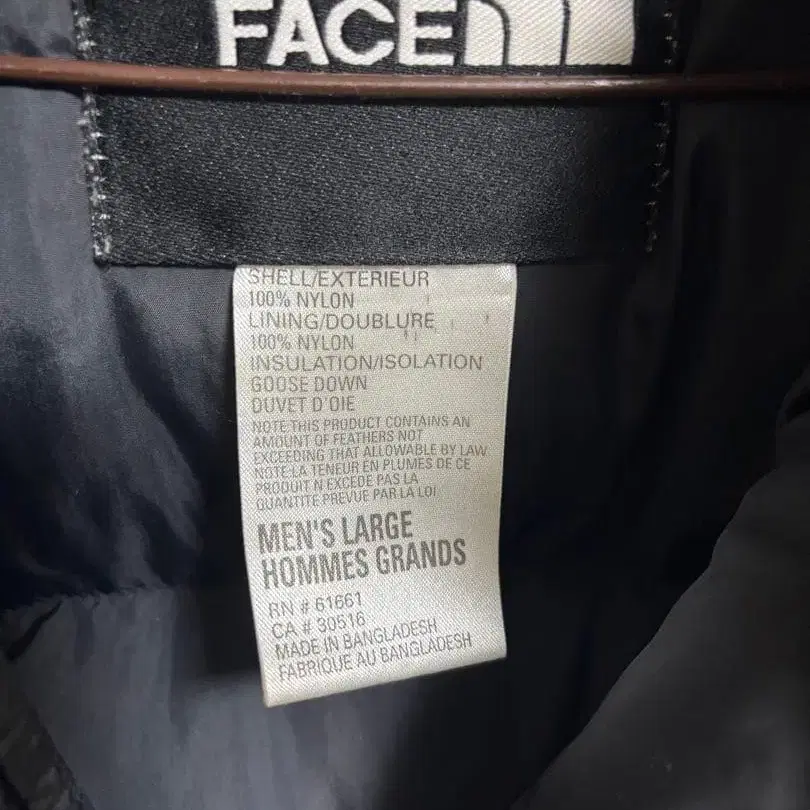 FACE
SHELL/EXTERIEUR
100% NYLON
LINING/DOUBLURE
100% NYLON
INSULATION/ISOLATION
GOOSE DOWN
DUVET D'OIE
NOTE THIS PRODUCT CONTAINS AN
AMOUNT OF FEATHERS NOT
EXCEEDING THAT ALLOWABLE BY LAW
NOTE-LA TENEUR EN PLUMES DE CE
PRODUIT N EXCEDE PAS LA
QUANTITE PREVUE PAR LA LOI
MEN'S LARGE
HOMMES GRANDS
RN # 61661
CA # 30516
MADE IN BANGLADESH
FABRIQUE AU BANGLADESH